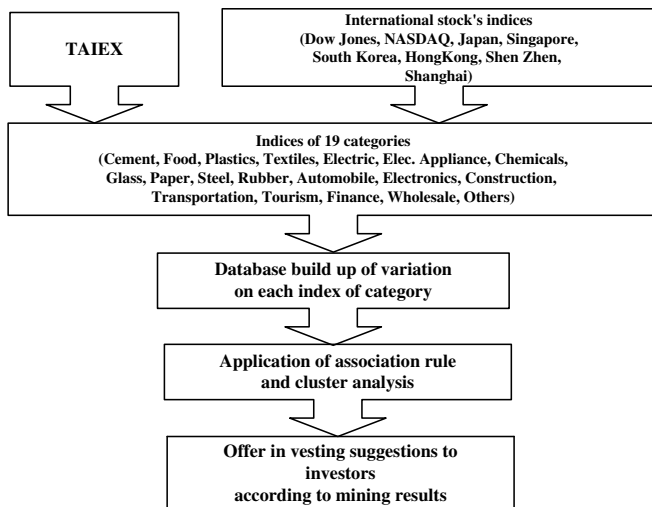 TAIEX
International stock's indices
(Dow Jones, NASDAQ, Japan, Singapore,
South Korea, HongKong, Shen Zhen,
Shanghai)
Indices of 19 categories
(Cement, Food, Plastics, Textiles, Electric, Elec. Appliance, Chemicals,
Glass, Paper, Steel, Rubber, Automobile, Electronics, Construction,
Transportation, Tourism, Finance, Wholesale, Others)
Database build up of variation
on each index of category
Application of association rule
and cluster analysis
Offer in vesting suggestions to
investors
according to mining results